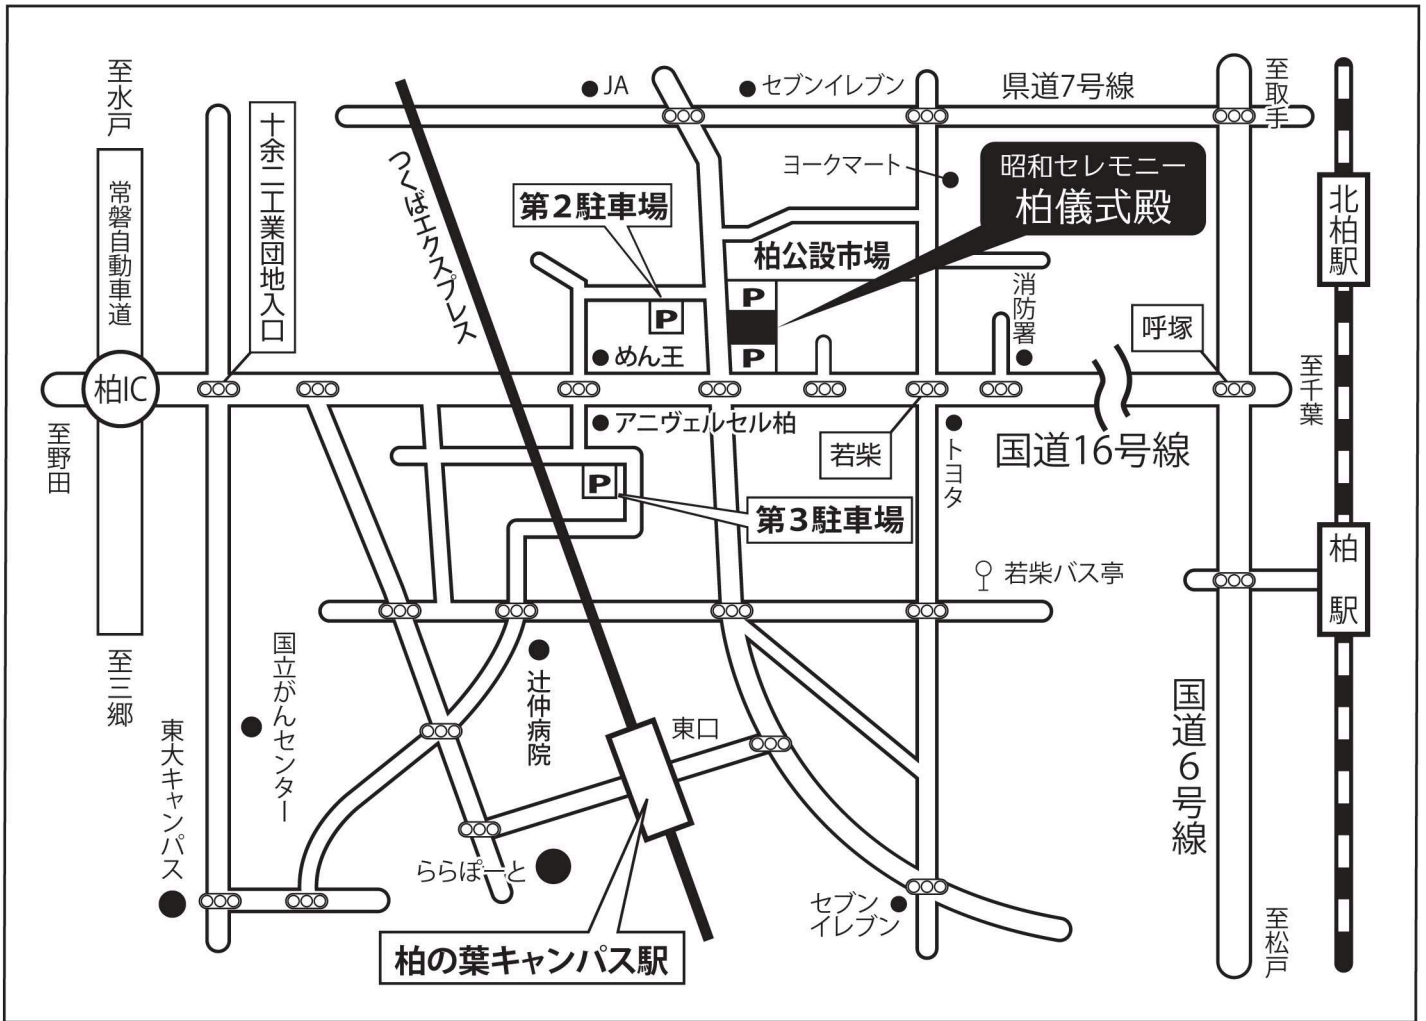 至水戸
常磐自動車道
柏IC
至野田
至三郷
十余二工業団地入口
つくばエクスプレス
JA
セブンイレブン
県道7号線
至取手
ヨークマート
昭和セレモニー
柏儀式殿
北柏駅
第2駐車場
柏公設市場
P
P
P
めん王
消防署
呼塚
至千葉
アニヴェルセル柏
若柴
トヨタ
国道16号線
P
第3駐車場
若柴バス亭
柏駅
国立がんセンター
東大キャンパス
辻仲病院
東口
ららぽーと
柏の葉キャンパス駅
セブン
イレブン
国道6号線
至松戸